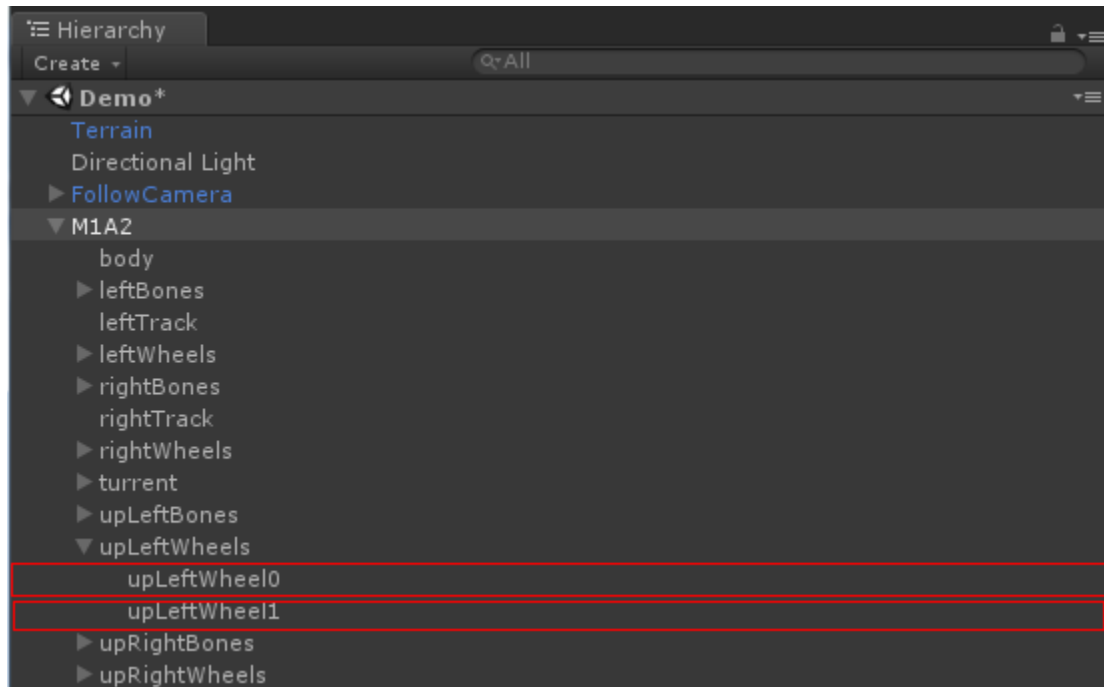 Hierarchy
Create
All
Demo*
Terrain
Directional Light
FollowCamera
M1A2
body
leftBones
leftTrack
leftWheels
rightBones
rightTrack
rightWheels
turrent
upLeftBones
upLeftWheels
upLeftWheel0
upLeftWheel1
upRightBones
upRightWheels